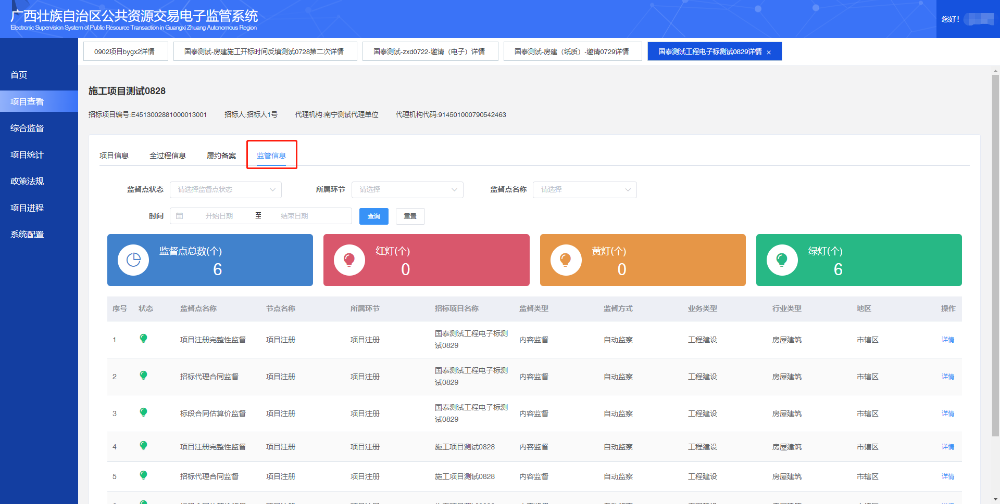 广西壮族自治区公共资源交易电子监管系统
Electronic Supervision System of Public Resource Transaction in Guangxi Zhuang Autonomous Region
您好!
0902项目bygx2详情 国泰测试-房建施工开标时间反填测试0728第二次详情 国泰测试-zxd0722-邀请（电子）详情 国泰测试-房建（纸质）-邀请0729详情 国泰测试工程电子标测试0829详情 ×
首页
项目查看
综合监督
项目统计
政策法规
项目进程
系统配置
施工项目测试0828
招标项目编号:E4513002881000013001 招标人:招标人1号 代理机构:南宁测试代理单位 代理机构代码:914501000790542463
项目信息 全过程信息 履约备案 监管信息
监督点状态 请选择监督点状态 所属环节 请选择 监督点名称 请选择
时间 开始日期 至 结束日期 查询 重置
监督点总数(个) 红灯(个) 黄灯(个) 绿灯(个)
6 0 0 6
序号 状态 监督点名称 节点名称 所属环节 招标项目名称 监督类型 监督方式 业务类型 行业类型 地区 操作
1 项目注册完整性监督 项目注册 项目注册 国泰测试工程电子标测试0829 内容监督 自动监察 工程建设 房屋建筑 市辖区 详情
2 招标代理合同监督 项目注册 项目注册 国泰测试工程电子标测试0829 内容监督 自动监察 工程建设 房屋建筑 市辖区 详情
3 标段合同估算价监督 项目注册 项目注册 国泰测试工程电子标测试0829 内容监督 自动监察 工程建设 房屋建筑 市辖区 详情
4 项目注册完整性监督 项目注册 项目注册 施工项目测试0828 内容监督 自动监察 工程建设 房屋建筑 市辖区 详情
5 招标代理合同监督 项目注册 项目注册 施工项目测试0828 内容监督 自动监察 工程建设 房屋建筑 市辖区 详情